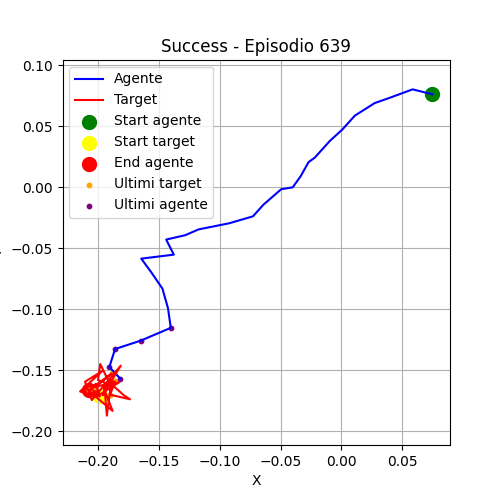 Success - Episodio 639
Agente
Target
Start agente
Start target
End agente
Ultimi target
Ultimi agente
0.10
0.05
0.00
−0.05
−0.10
−0.15
−0.20
−0.20 −0.15 −0.10 −0.05 0.00 0.05
X